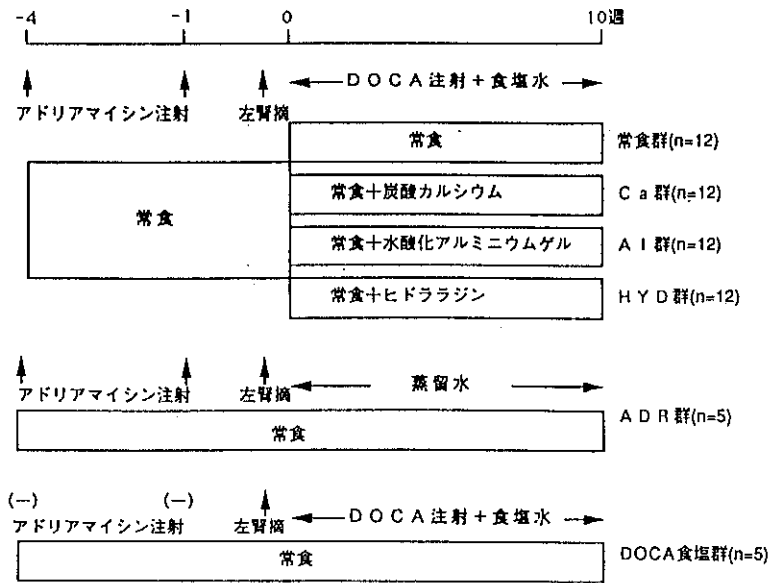 -4 -1 0 10週
DOCA注射+食塩水
アドリアマイシン注射 左腎摘
常食 常食群(n=12)
常食+炭酸カルシウム Ca群(n=12)
常食
常食+水酸化アルミニウムゲル Al群(n=12)
常食+ヒドララジン HYD群(n=12)
蒸留水
アドリアマイシン注射 左腎摘
ADR群(n=5)
常食
(−) (−)
DOCA注射+食塩水
アドリアマイシン注射 左腎摘
常食 DOCA食塩群(n=5)